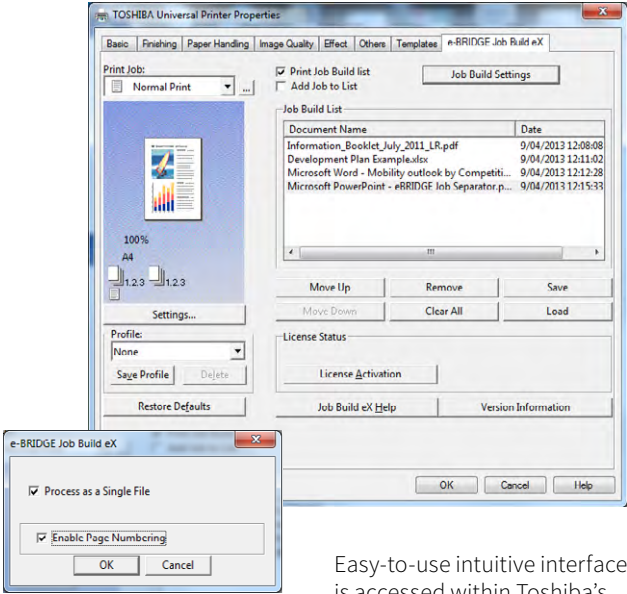 TOSHIBA Universal Printer Properties
Basic Finishing Paper Handling Image Quality Effect Others Templates e-BRIDGE Job Build eX
Print Job:
Normal Print
...
Print Job Build list
Add Job to List
Job Build Settings
Job Build List
Document Name Date
Information_Booklet_July_2011_LR.pdf 9/04/2013 12:08:08
Development Plan Example.xlsx 9/04/2013 12:11:02
Microsoft Word - Mobility outlook by Competiti... 9/04/2013 12:12:28
Microsoft PowerPoint - eBRIDGE Job Separator.p... 9/04/2013 12:15:33
100%
A4
1.2.3 1.2.3
Move Up Remove Save
Move Down Clear All Load
Settings...
Profile:
None
Save Profile Delete
Restore Defaults
License Status
License Activation
Job Build eX Help Version Information
OK Cancel Help
e-BRIDGE Job Build eX
Process as a Single File
Enable Page Numbering
OK Cancel
Easy-to-use intuitive interface
is accessed within Toshiba's